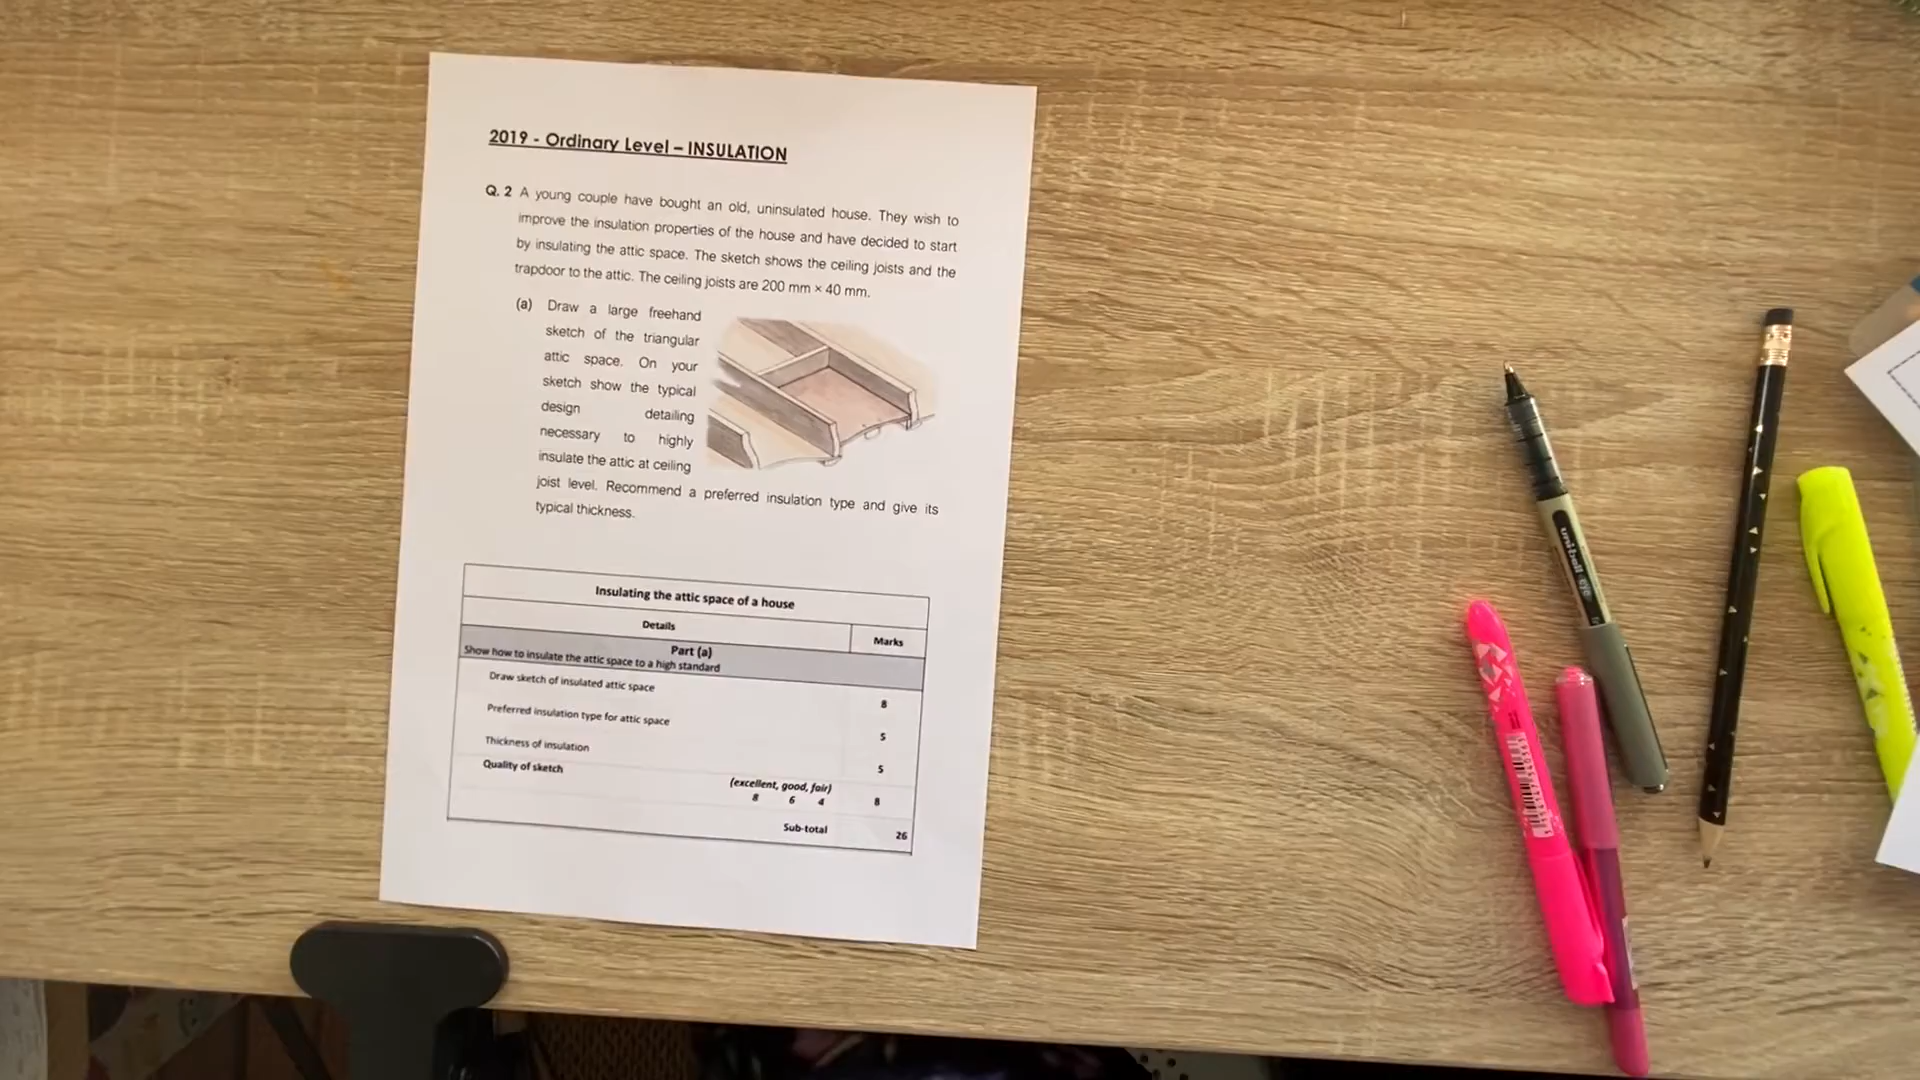 2019 - Ordinary Level – INSULATION
Q. 2 A young couple have bought an old, uninsulated house. They wish to
improve the insulation properties of the house and have decided to start
by insulating the attic space. The sketch shows the ceiling joists and the
trapdoor to the attic. The ceiling joists are 200 mm × 40 mm.
(a) Draw a large freehand
sketch of the triangular
attic space. On your
sketch show the typical
design detailing
necessary to highly
insulate the attic at ceiling
joist level. Recommend a preferred insulation type and give its
typical thickness.
Insulating the attic space of a house
Details Marks
Part (a)
Show how to insulate the attic space to a high standard
Draw sketch of insulated attic space 8
Preferred insulation type for attic space 5
Thickness of insulation 5
Quality of sketch (excellent, good, fair) 8
8 6 4
Sub-total 26
uni-ball eye